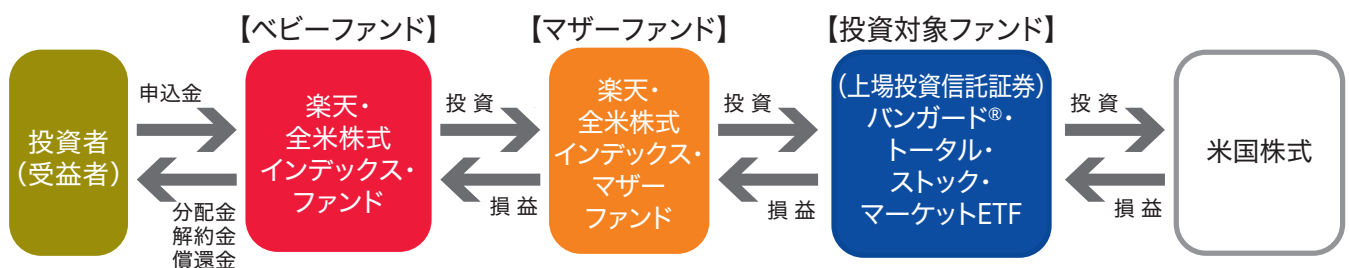 【ベビーファンド】
【マザーファンド】
【投資対象ファンド】
投資者
(受益者)
申込金
分配金
解約金
償還金
楽天・
全米株式
インデックス・
ファンド
投資
損益
楽天・
全米株式
インデックス・
マザー
ファンド
投資
損益
(上場投資信託証券)
バンガード®・
トータル・
ストック・
マーケットETF
投資
損益
米国株式